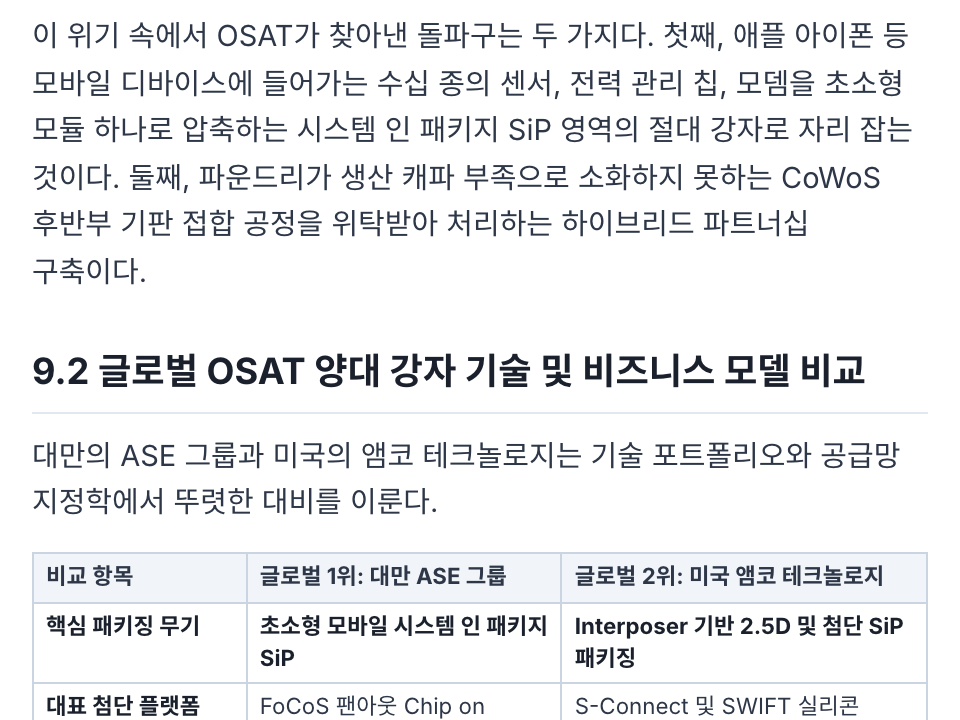 이 위기 속에서 OSAT가 찾아낸 돌파구는 두 가지다. 첫째, 애플 아이폰 등
모바일 디바이스에 들어가는 수십 종의 센서, 전력 관리 칩, 모뎀을 초소형
모듈 하나로 압축하는 시스템 인 패키지 SiP 영역의 절대 강자로 자리 잡는
것이다. 둘째, 파운드리가 생산 캐파 부족으로 소화하지 못하는 CoWoS
후반부 기판 접합 공정을 위탁받아 처리하는 하이브리드 파트너십
구축이다.
9.2 글로벌 OSAT 양대 강자 기술 및 비즈니스 모델 비교
대만의 ASE 그룹과 미국의 앰코 테크놀로지는 기술 포트폴리오와 공급망
지정학에서 뚜렷한 대비를 이룬다.
비교 항목
글로벌 1위: 대만 ASE 그룹
글로벌 2위: 미국 앰코 테크놀로지
핵심 패키징 무기
초소형 모바일 시스템 인 패키지
SiP
Interposer 기반 2.5D 및 첨단 SiP
패키징
대표 첨단 플랫폼
FoCoS 팬아웃 Chip on
S-Connect 및 SWIFT 실리콘